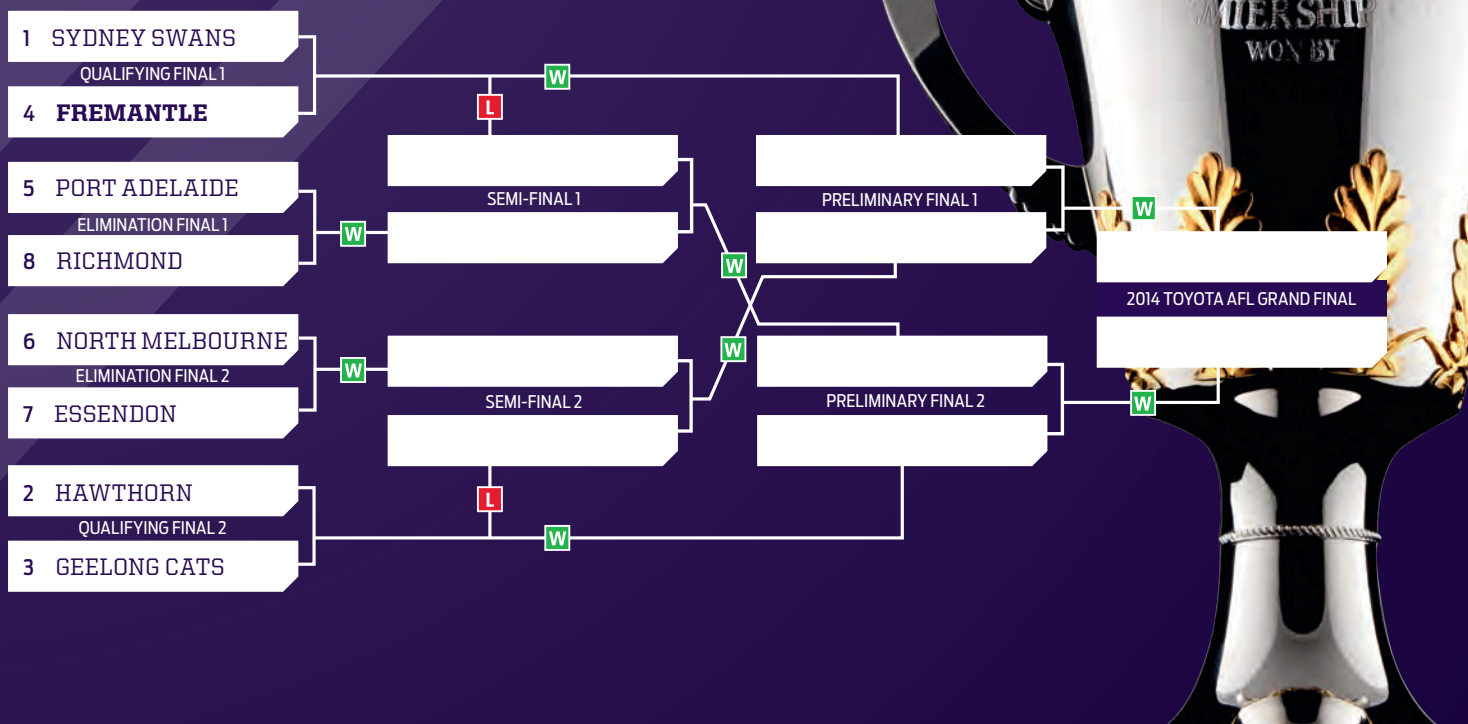 1 SYDNEY SWANS
QUALIFYING FINAL 1
4 FREMANTLE
5 PORT ADELAIDE
ELIMINATION FINAL 1
8 RICHMOND
6 NORTH MELBOURNE
ELIMINATION FINAL 2
7 ESSENDON
2 HAWTHORN
QUALIFYING FINAL 2
3 GEELONG CATS
W
L
W
W
L
W
SEMI-FINAL 1
SEMI-FINAL 2
W
W
PRELIMINARY FINAL 1
PRELIMINARY FINAL 2
W
W
2014 TOYOTA AFL GRAND FINAL
WON BY